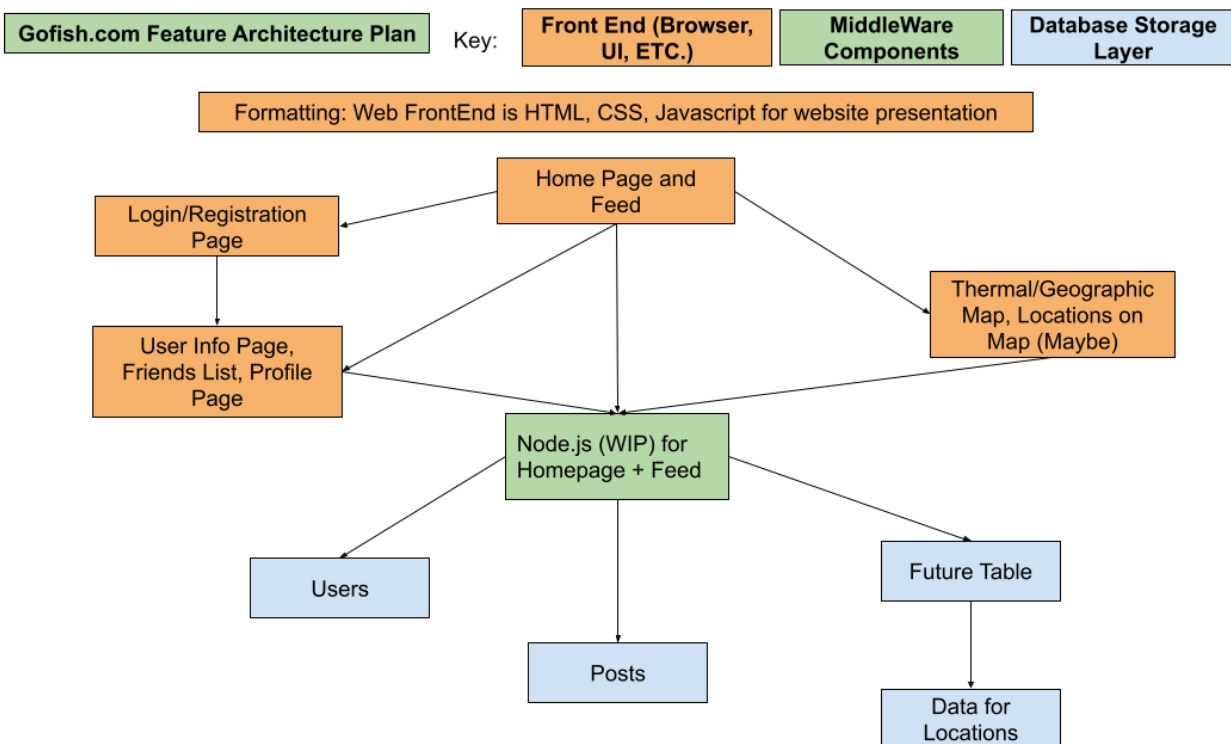 Gofish.com Feature Architecture Plan
Key:
Front End (Browser,
UI, ETC.)
MiddleWare
Components
Database Storage
Layer
Formatting: Web FrontEnd is HTML, CSS, Javascript for website presentation
Home Page and
Feed
Login/Registration
Page
Thermal/Geographic
Map, Locations on
Map (Maybe)
User Info Page,
Friends List, Profile
Page
Node.js (WIP) for
Homepage + Feed
Users
Future Table
Posts
Data for
Locations